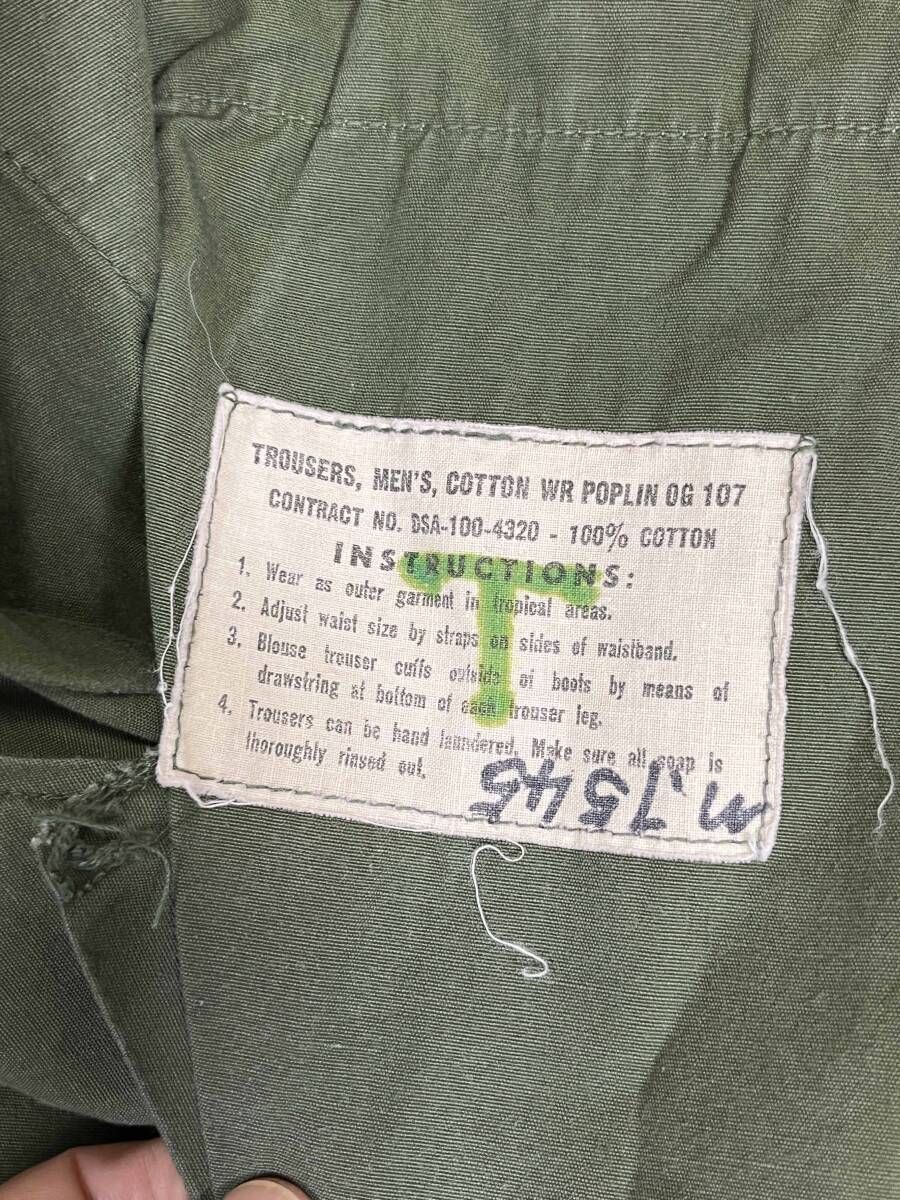 TROUSERS, MEN'S, COTTON WR POPLIN OG 107
CONTRACT NO. DSA-100-4320 - 100% COTTON
INSTRUCTIONS:
1. Wear as outer garment in tropical areas.
2. Adjust waist size by straps on sides of waistband.
3. Blouse trouser cuffs outside of boots by means of
drawstring at bottom of each trouser leg.
4. Trousers can be hand laundered. Make sure all soap is
thoroughly rinsed out.
T